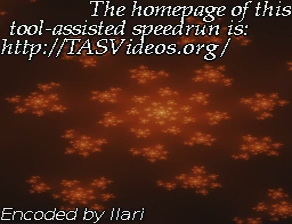 The homepage of this
tool-assisted speedrun is:
http://TASVideos.org/
Encoded by Ilari